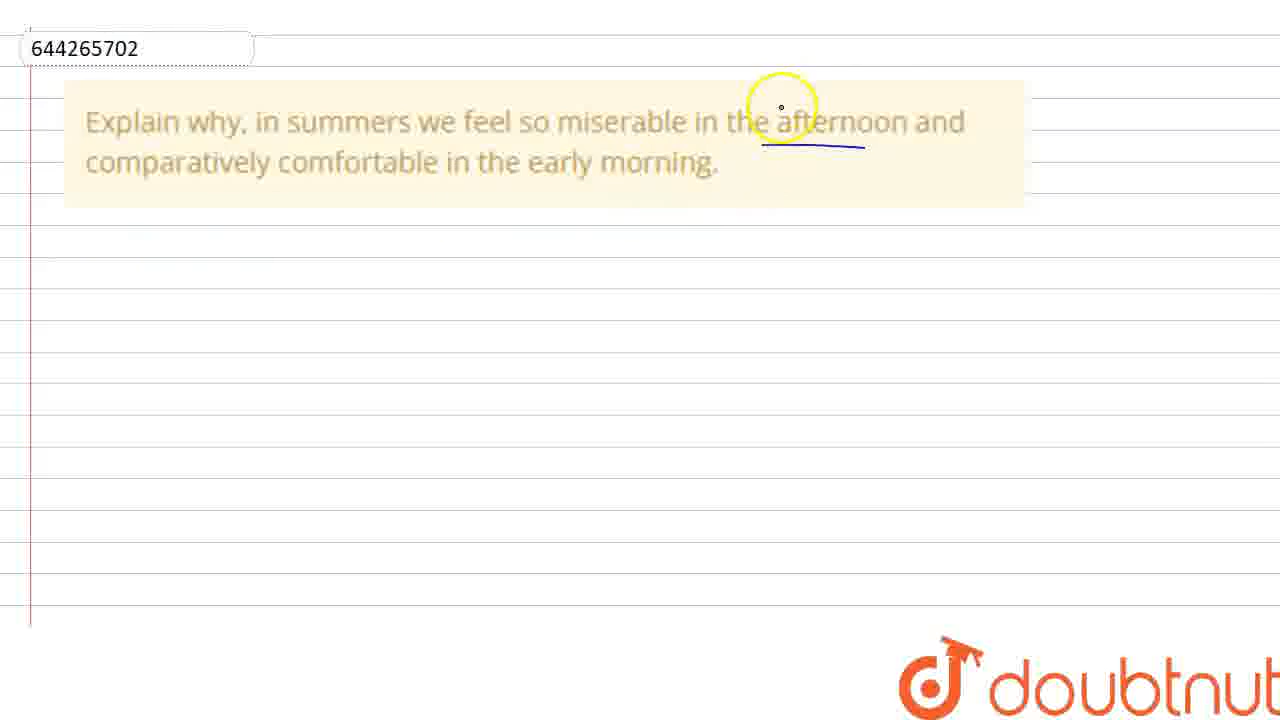 644265702
Explain why, in summers we feel so miserable in the afternoon and
comparatively comfortable in the early morning.
doubtnut